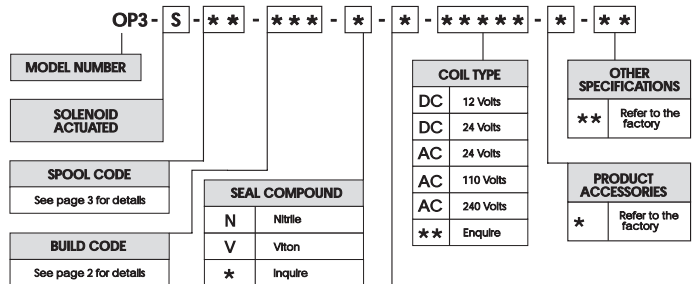 OP3 - S - ** - *** - * - * - ***** - * - **
MODEL NUMBER
SOLENOID
ACTUATED
SPOOL CODE
See page 3 for details
BUILD CODE
See page 2 for details
SEAL COMPOUND
N Nitrile
V Viton
* Inquire
COIL TYPE
DC 12 Volts
DC 24 Volts
AC 24 Volts
AC 110 Volts
AC 240 Volts
** Enquire
OTHER
SPECIFICATIONS
** Refer to the
factory
PRODUCT
ACCESSORIES
* Refer to the
factory